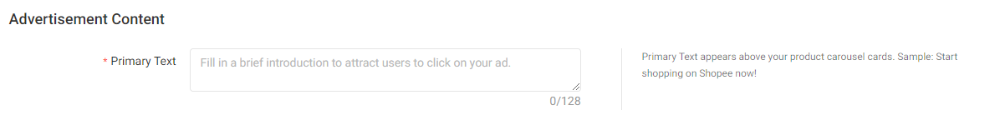 Advertisement Content
* Primary Text
Fill in a brief introduction to attract users to click on your ad.
0/128
Primary Text appears above your product carousel cards. Sample: Start
shopping on Shopee now!